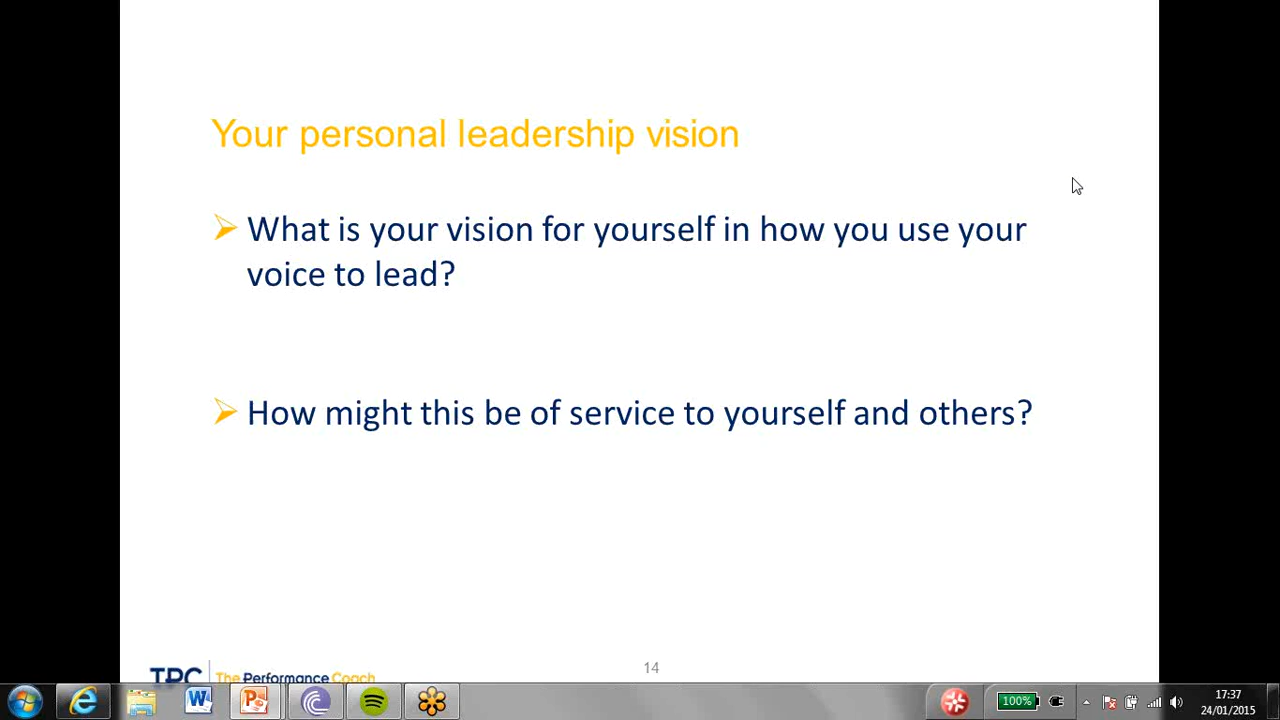 Your personal leadership vision
What is your vision for yourself in how you use your
voice to lead?
How might this be of service to yourself and others?
TPC The Performance Coach
14
100%
17:37
24/01/2015